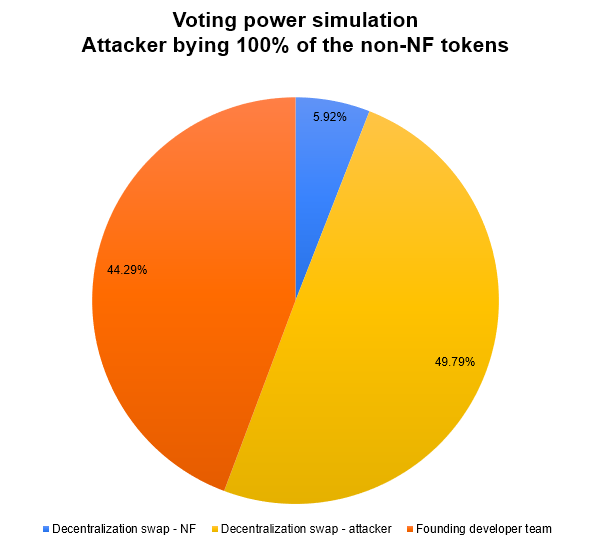 Voting power simulation
Attacker bying 100% of the non-NF tokens
5.92%
44.29%
49.79%
Decentralization swap - NF Decentralization swap - attacker Founding developer team